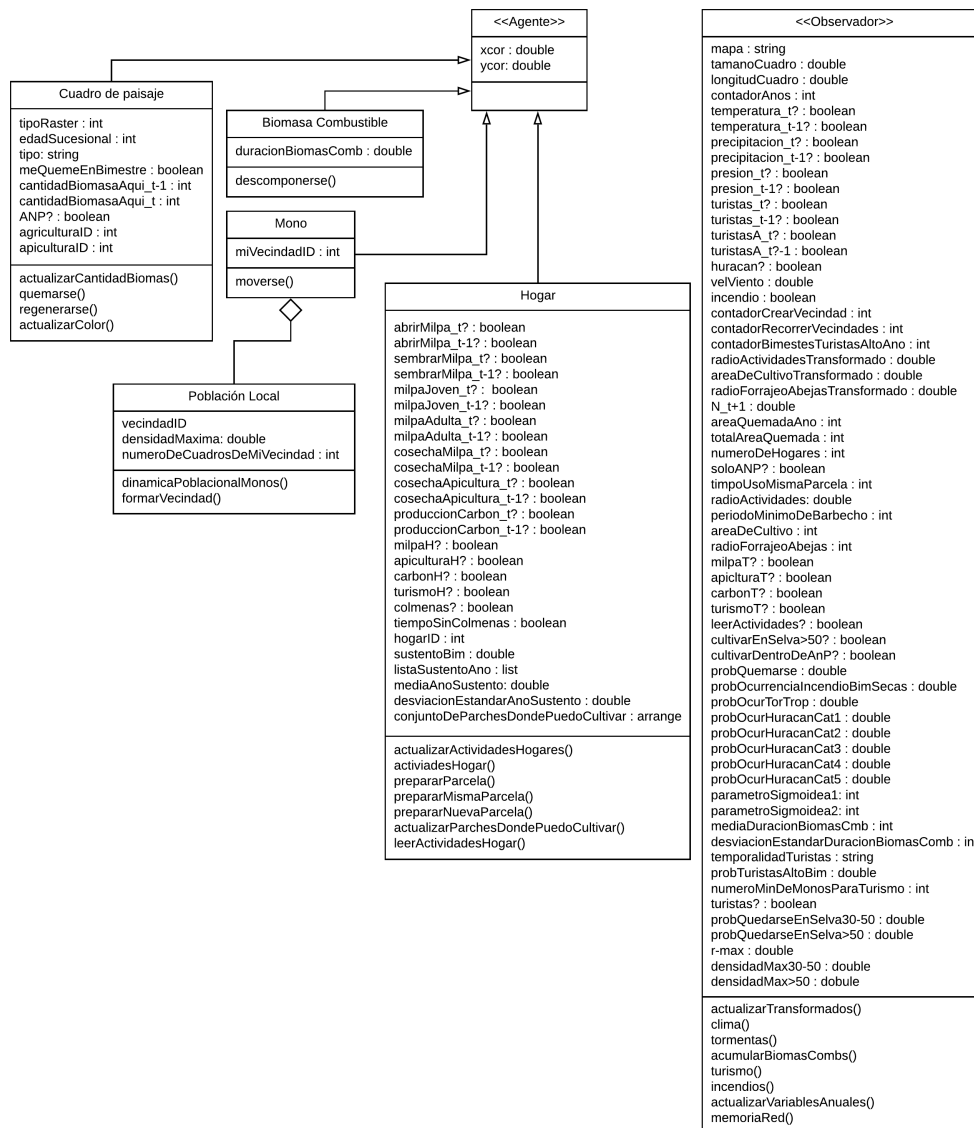 <<Agente>>
xcor : double
ycor: double
Cuadro de paisaje
tipoRaster : int
edadSucesional : int
tipo: string
meQuemeEnBimestre : boolean
cantidadBiomasaAqui_t-1 : int
cantidadBiomasaAqui_t : int
ANP? : boolean
agriculturaID : int
apiculturaID : int
actualizarCantidadBiomas()
quemarse()
regenerarse()
actualizarColor()
Biomasa Combustible
duracionBiomasComb : double
descomponerse()
Mono
miVecindadID : int
moverse()
Población Local
vecindadID
densidadMaxima: double
numeroDeCuadrosDeMiVecindad : int
dinamicaPoblacionalMonos()
formarVecindad()
Hogar
abrirMilpa_t? : boolean
abrirMilpa_t-1? : boolean
sembrarMilpa_t? : boolean
sembrarMilpa_t-1? : boolean
milpaJoven_t? :  boolean
milpaJoven_t-1? : boolean
milpaAdulta_t? : boolean
milpaAdulta_t-1? : boolean
cosechaMilpa_t? : boolean
cosechaMilpa_t-1? : boolean
cosechaApicultura_t? : boolean
cosechaApicultura_t-1? : boolean
produccionCarbon_t? : boolean
produccionCarbon_t-1? : boolean
milpaH? : boolean
apiculturaH? : boolean
carbonH? : boolean
turismoH? : boolean
colmenas? : boolean
tiempoSinColmenas : boolean
hogarID : int
sustentoBim : double
listaSustentoAno : list
mediaAnoSustento: double
desviacionEstandarAnoSustento : double
conjuntoDeParchesDondePuedoCultivar : arrange
actualizarActividadesHogares()
activiadesHogar()
prepararParcela()
prepararMismaParcela()
prepararNuevaParcela()
actualizarParchesDondePuedoCultivar()
leerActividadesHogar()
<<Observador>>
mapa : string
tamanoCuadro : double
longitudCuadro : double
contadorAnos : int
temperatura_t? : boolean
temperatura_t-1? : boolean
precipitacion_t? : boolean
precipitacion_t-1? : boolean
presion_t? : boolean
presion_t-1? : boolean
turistas_t? : boolean
turistas_t-1? : boolean
turistasA_t? : boolean
turistasA_t?-1 : boolean
huracan? : boolean
velViento : double
incendio : boolean
contadorCrearVecindad : int
contadorRecorrerVecindades : int
contadorBimestesTuristasAltoAno : int
radioActividadesTransformado : double
areaDeCultivoTransformado : double
radioForrajeoAbejasTransformado : double
N_t+1 : double
areaQuemadaAno : int
totalAreaQuemada : int
numeroDeHogares : int
soloANP? : boolean
timpoUsoMismaParcela : int
radioActividades: double
periodoMinimoDeBarbecho : int
areaDeCultivo : int
radioForrajeoAbejas : int
milpaT? : boolean
apiclturaT? : boolean
carbonT? : boolean
turismoT? : boolean
leerActividades? : boolean
cultivarEnSelva>50? : boolean
cultivarDentroDeAnP? : boolean
probQuemarse : double
probOcurrenciaIncendioBimSecas : double
probOcurTorTrop : double
probOcurHuracanCat1 : double
probOcurHuracanCat2 : double
probOcurHuracanCat3 : double
probOcurHuracanCat4 : double
probOcurHuracanCat5 : double
parametroSigmoidea1: int
parametroSigmoidea2: int
mediaDuracionBiomasCmb : int
desviacionEstandarDuracionBiomasComb : in
temporalidadTuristas : string
probTuristasAltoBim : double
numeroMinDeMonosParaTurismo : int
turistas? : boolean
probQuedarseEnSelva30-50 : double
probQuedarseEnSelva>50 : double
r-max : double
densidadMax30-50 : double
densidadMax>50 : dobule
actualizarTransformados()
clima()
tormentas()
acumularBiomasCombs()
turismo()
incendios()
actualizarVariablesAnuales()
memoriaRed()